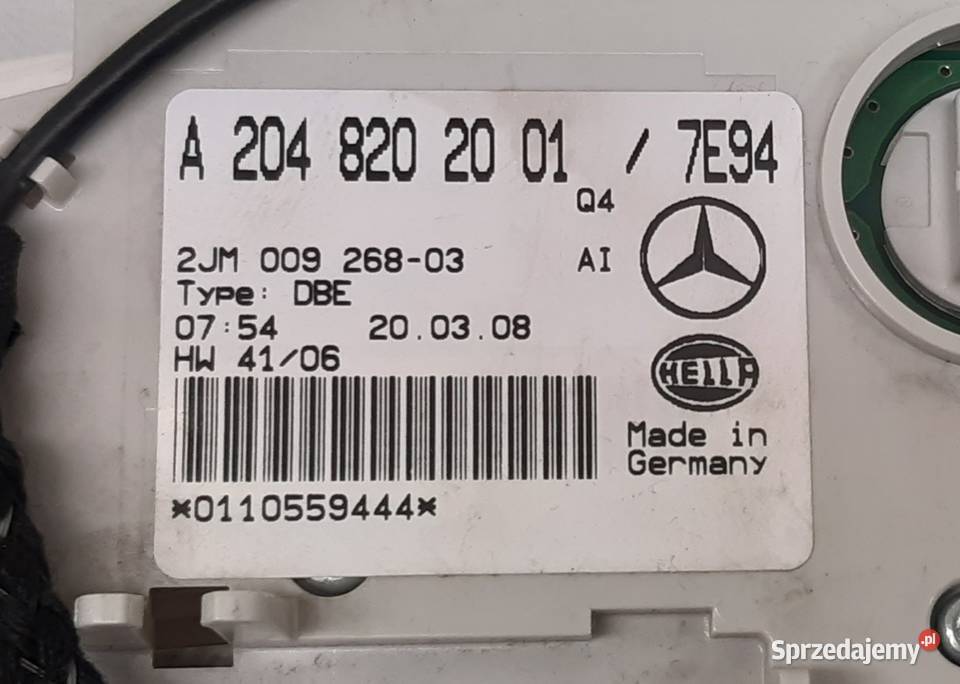 A 204 820 20 01 / 7E94
Q4
2JM 009 268-03 AI
Type: DBE
07:54 20.03.08
HW 41/06
HELLA
Made in
Germany
*0110559444*
Sprzedajemy.pl